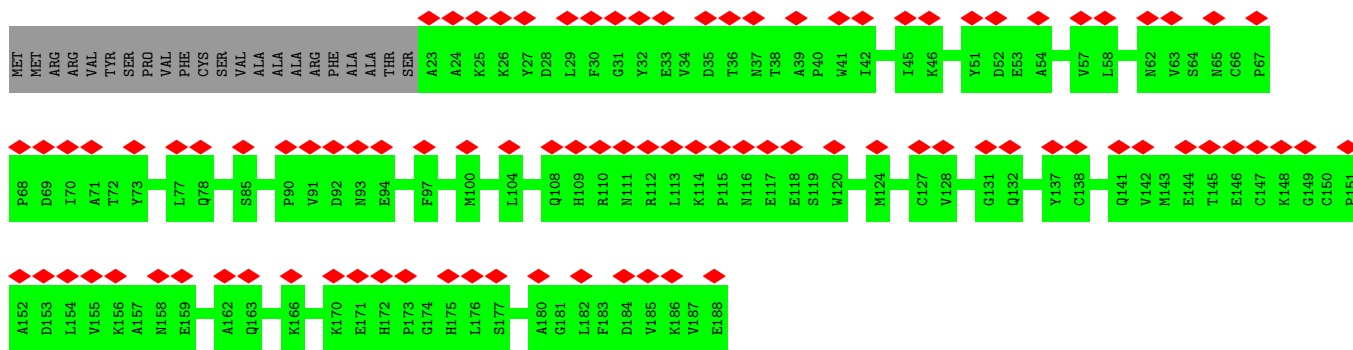 MET MET ARG ARG VAL TYR SER PRO VAL PHE CYS SER VAL ALA ALA ALA ALA ARG PHE ALA ALA THR SER A23 A24 K25 K26 Y27 D28 L29 F30 G31 Y32 E33 V34 D35 T36 N37 T38 A39 P40 W41 I42 I45 K46 Y51 D52 E53 A54 V57 L58 N62 V63 S64 N65 C66 P67
P68 D69 I70 A71 T72 Y73 L77 Q78 S85 P90 V91 D92 N93 E94 F97 M100 L104 Q108 H109 R110 N111 R112 L113 K114 P115 N116 E117 E118 S119 W120 M124 C127 V128 G131 Q132 Y137 C138 Q141 V142 M143 E144 T145 E146 C147 K148 G149 C150 P151
A152 D153 L154 V155 K156 A157 N158 E159 A162 Q163 K166 K170 E171 H172 P173 G174 H175 L176 S177 A180 G181 L182 F183 D184 V185 K186 V187 E188